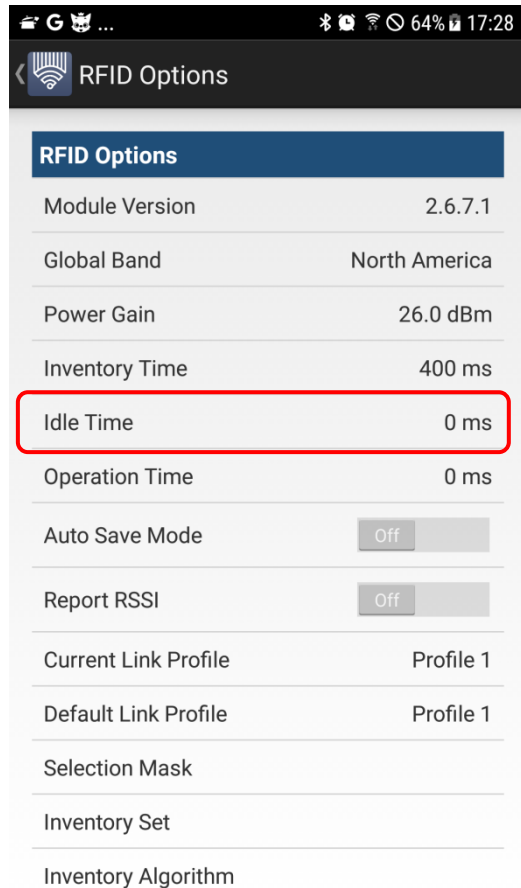 G ... 64% 17:28
RFID Options
RFID Options
Module Version 2.6.7.1
Global Band North America
Power Gain 26.0 dBm
Inventory Time 400 ms
Idle Time 0 ms
Operation Time 0 ms
Auto Save Mode Off
Report RSSI Off
Current Link Profile Profile 1
Default Link Profile Profile 1
Selection Mask
Inventory Set
Inventory Algorithm